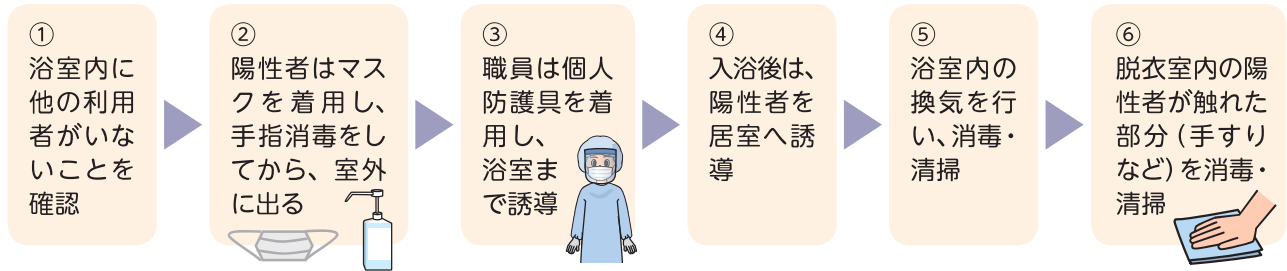 ①
浴室内に
他の利用
者がいな
いことを
確認
②
陽性者はマス
クを着用し、
手指消毒をし
てから、室外
に出る
③
職員は個人
防護具を着
用し、
浴室ま
で誘導
④
入浴後は、
陽性者を
居室へ誘
導
⑤
浴室内の
換気を行
い、消毒・
清掃
⑥
脱衣室内の陽
性者が触れた
部分（手すり
など）を消毒・
清掃